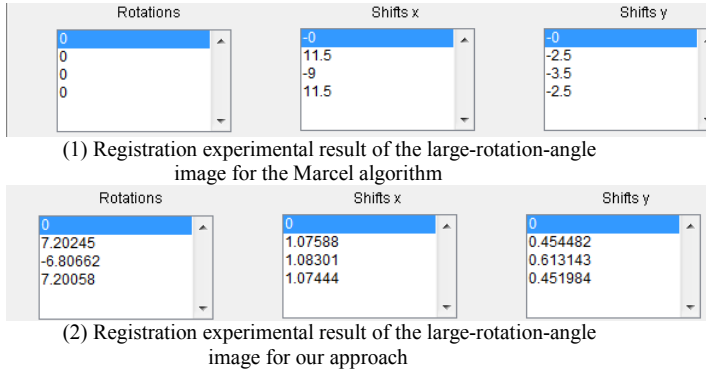 Rotations Shifts x Shifts y
0 -0 -0
0 11.5 -2.5
0 -9 -3.5
0 11.5 -2.5
(1) Registration experimental result of the large-rotation-angle
image for the Marcel algorithm
Rotations Shifts x Shifts y
0 0 0
7.20245 1.07588 0.454482
-6.80662 1.08301 0.613143
7.20058 1.07444 0.451984
(2) Registration experimental result of the large-rotation-angle
image for our approach